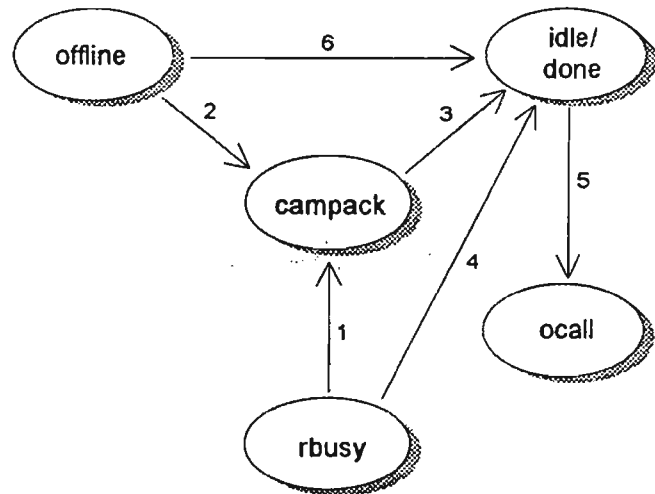 offline
6
idle/
done
2
3
campack
5
4
ocall
1
rbusy